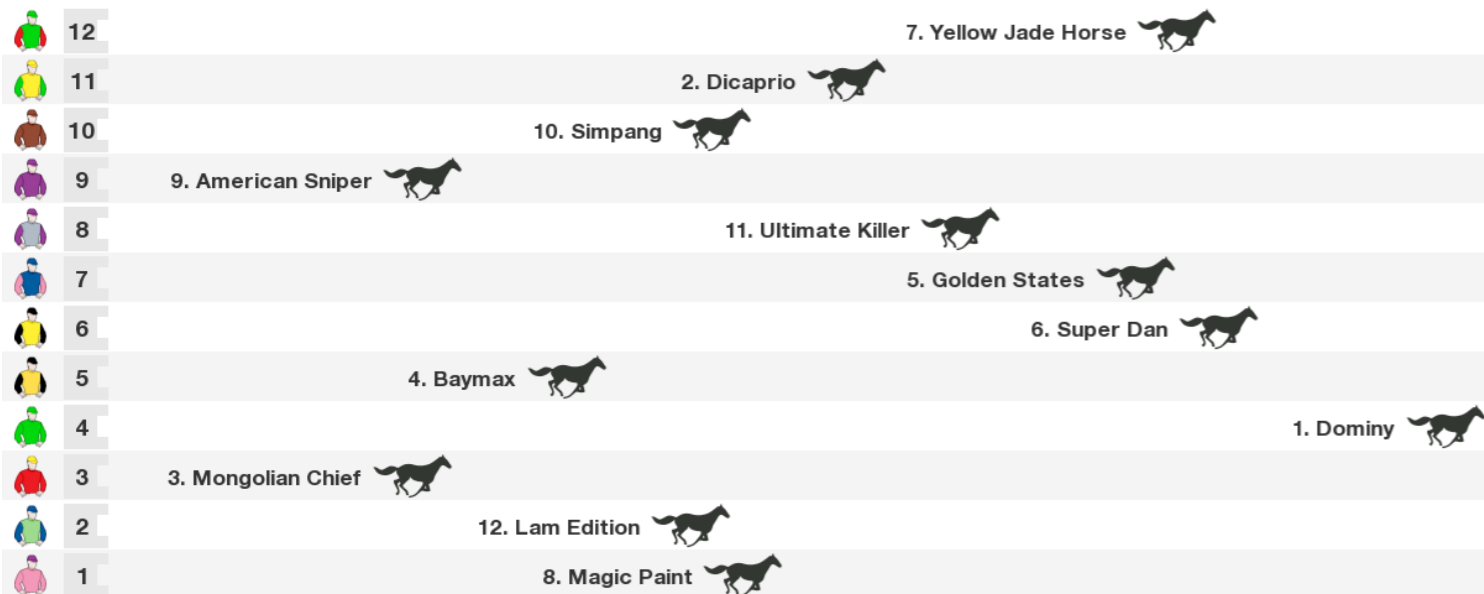 12 7. Yellow Jade Horse
11 2. Dicaprio
10 10. Simpang
9 9. American Sniper
8 11. Ultimate Killer
7 5. Golden States
6 6. Super Dan
5 4. Baymax
4 1. Dominy
3 3. Mongolian Chief
2 12. Lam Edition
1 8. Magic Paint